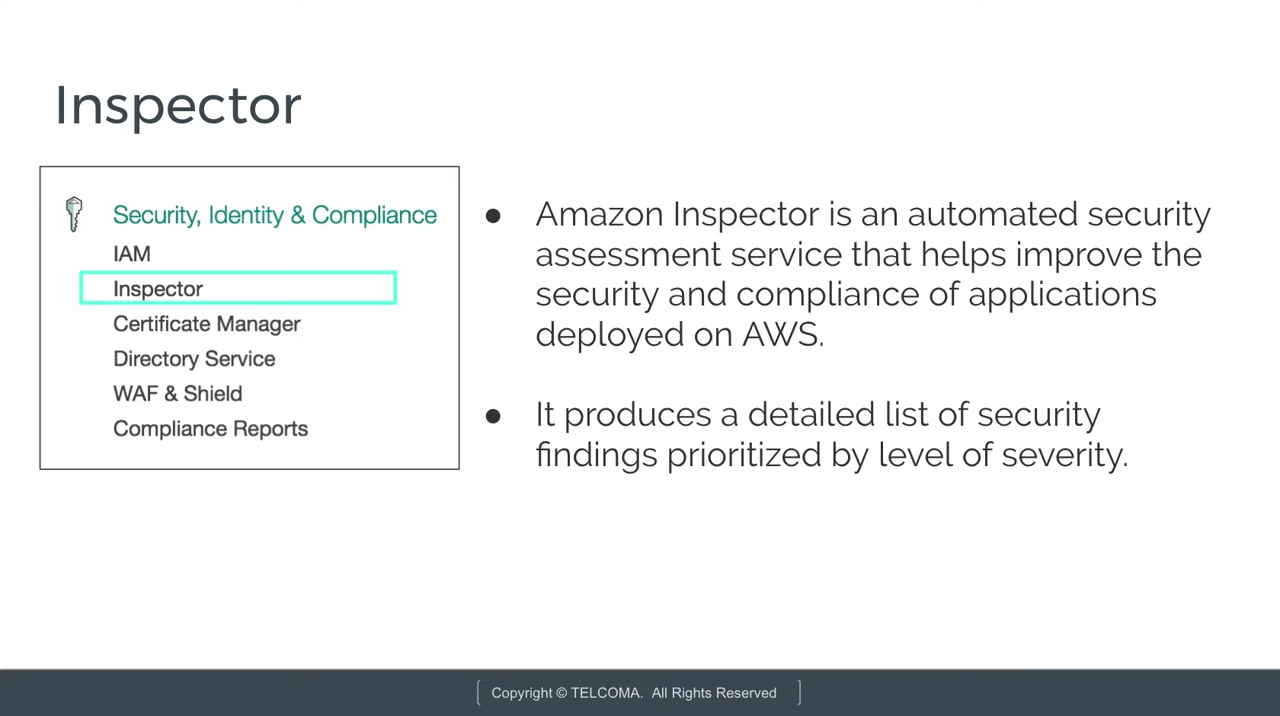 Inspector
Security, Identity & Compliance
IAM
Inspector
Certificate Manager
Directory Service
WAF & Shield
Compliance Reports
● Amazon Inspector is an automated security
assessment service that helps improve the
security and compliance of applications
deployed on AWS.
● It produces a detailed list of security
findings prioritized by level of severity.
Copyright © TELCOMA. All Rights Reserved